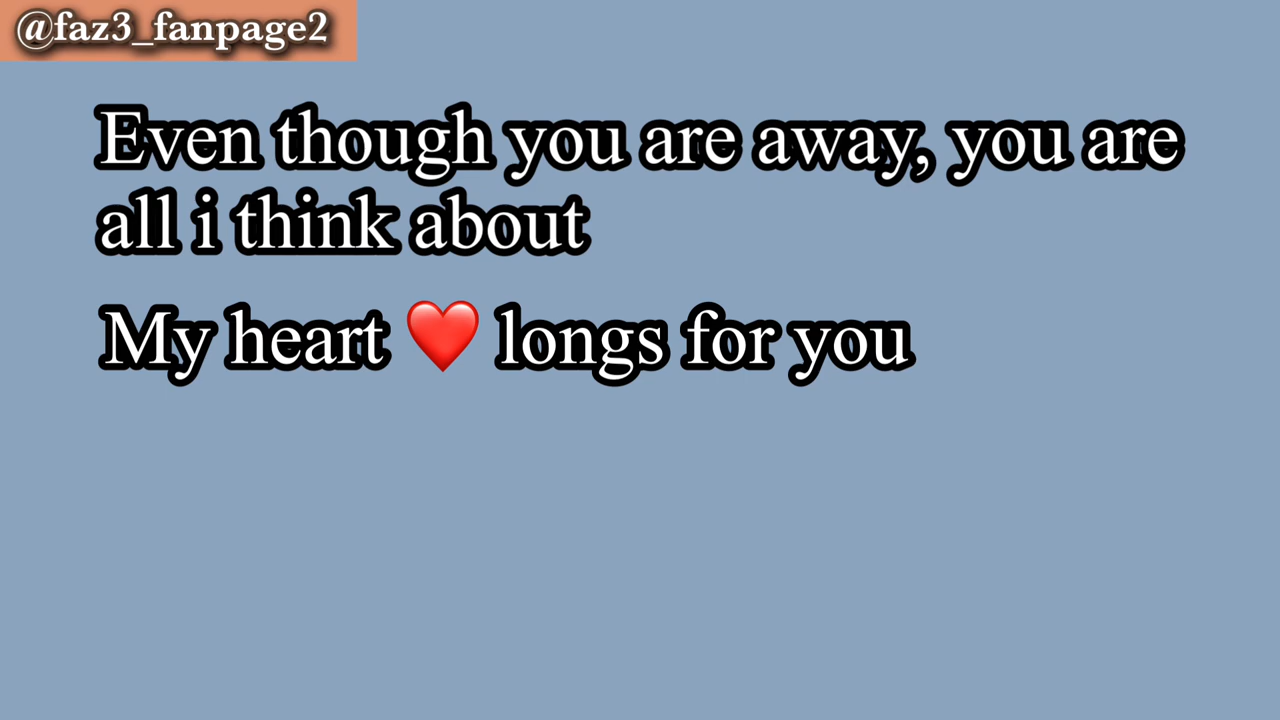 @faz3_fanpage2
Even though you are away, you are
all i think about
My heart ❤️ longs for you